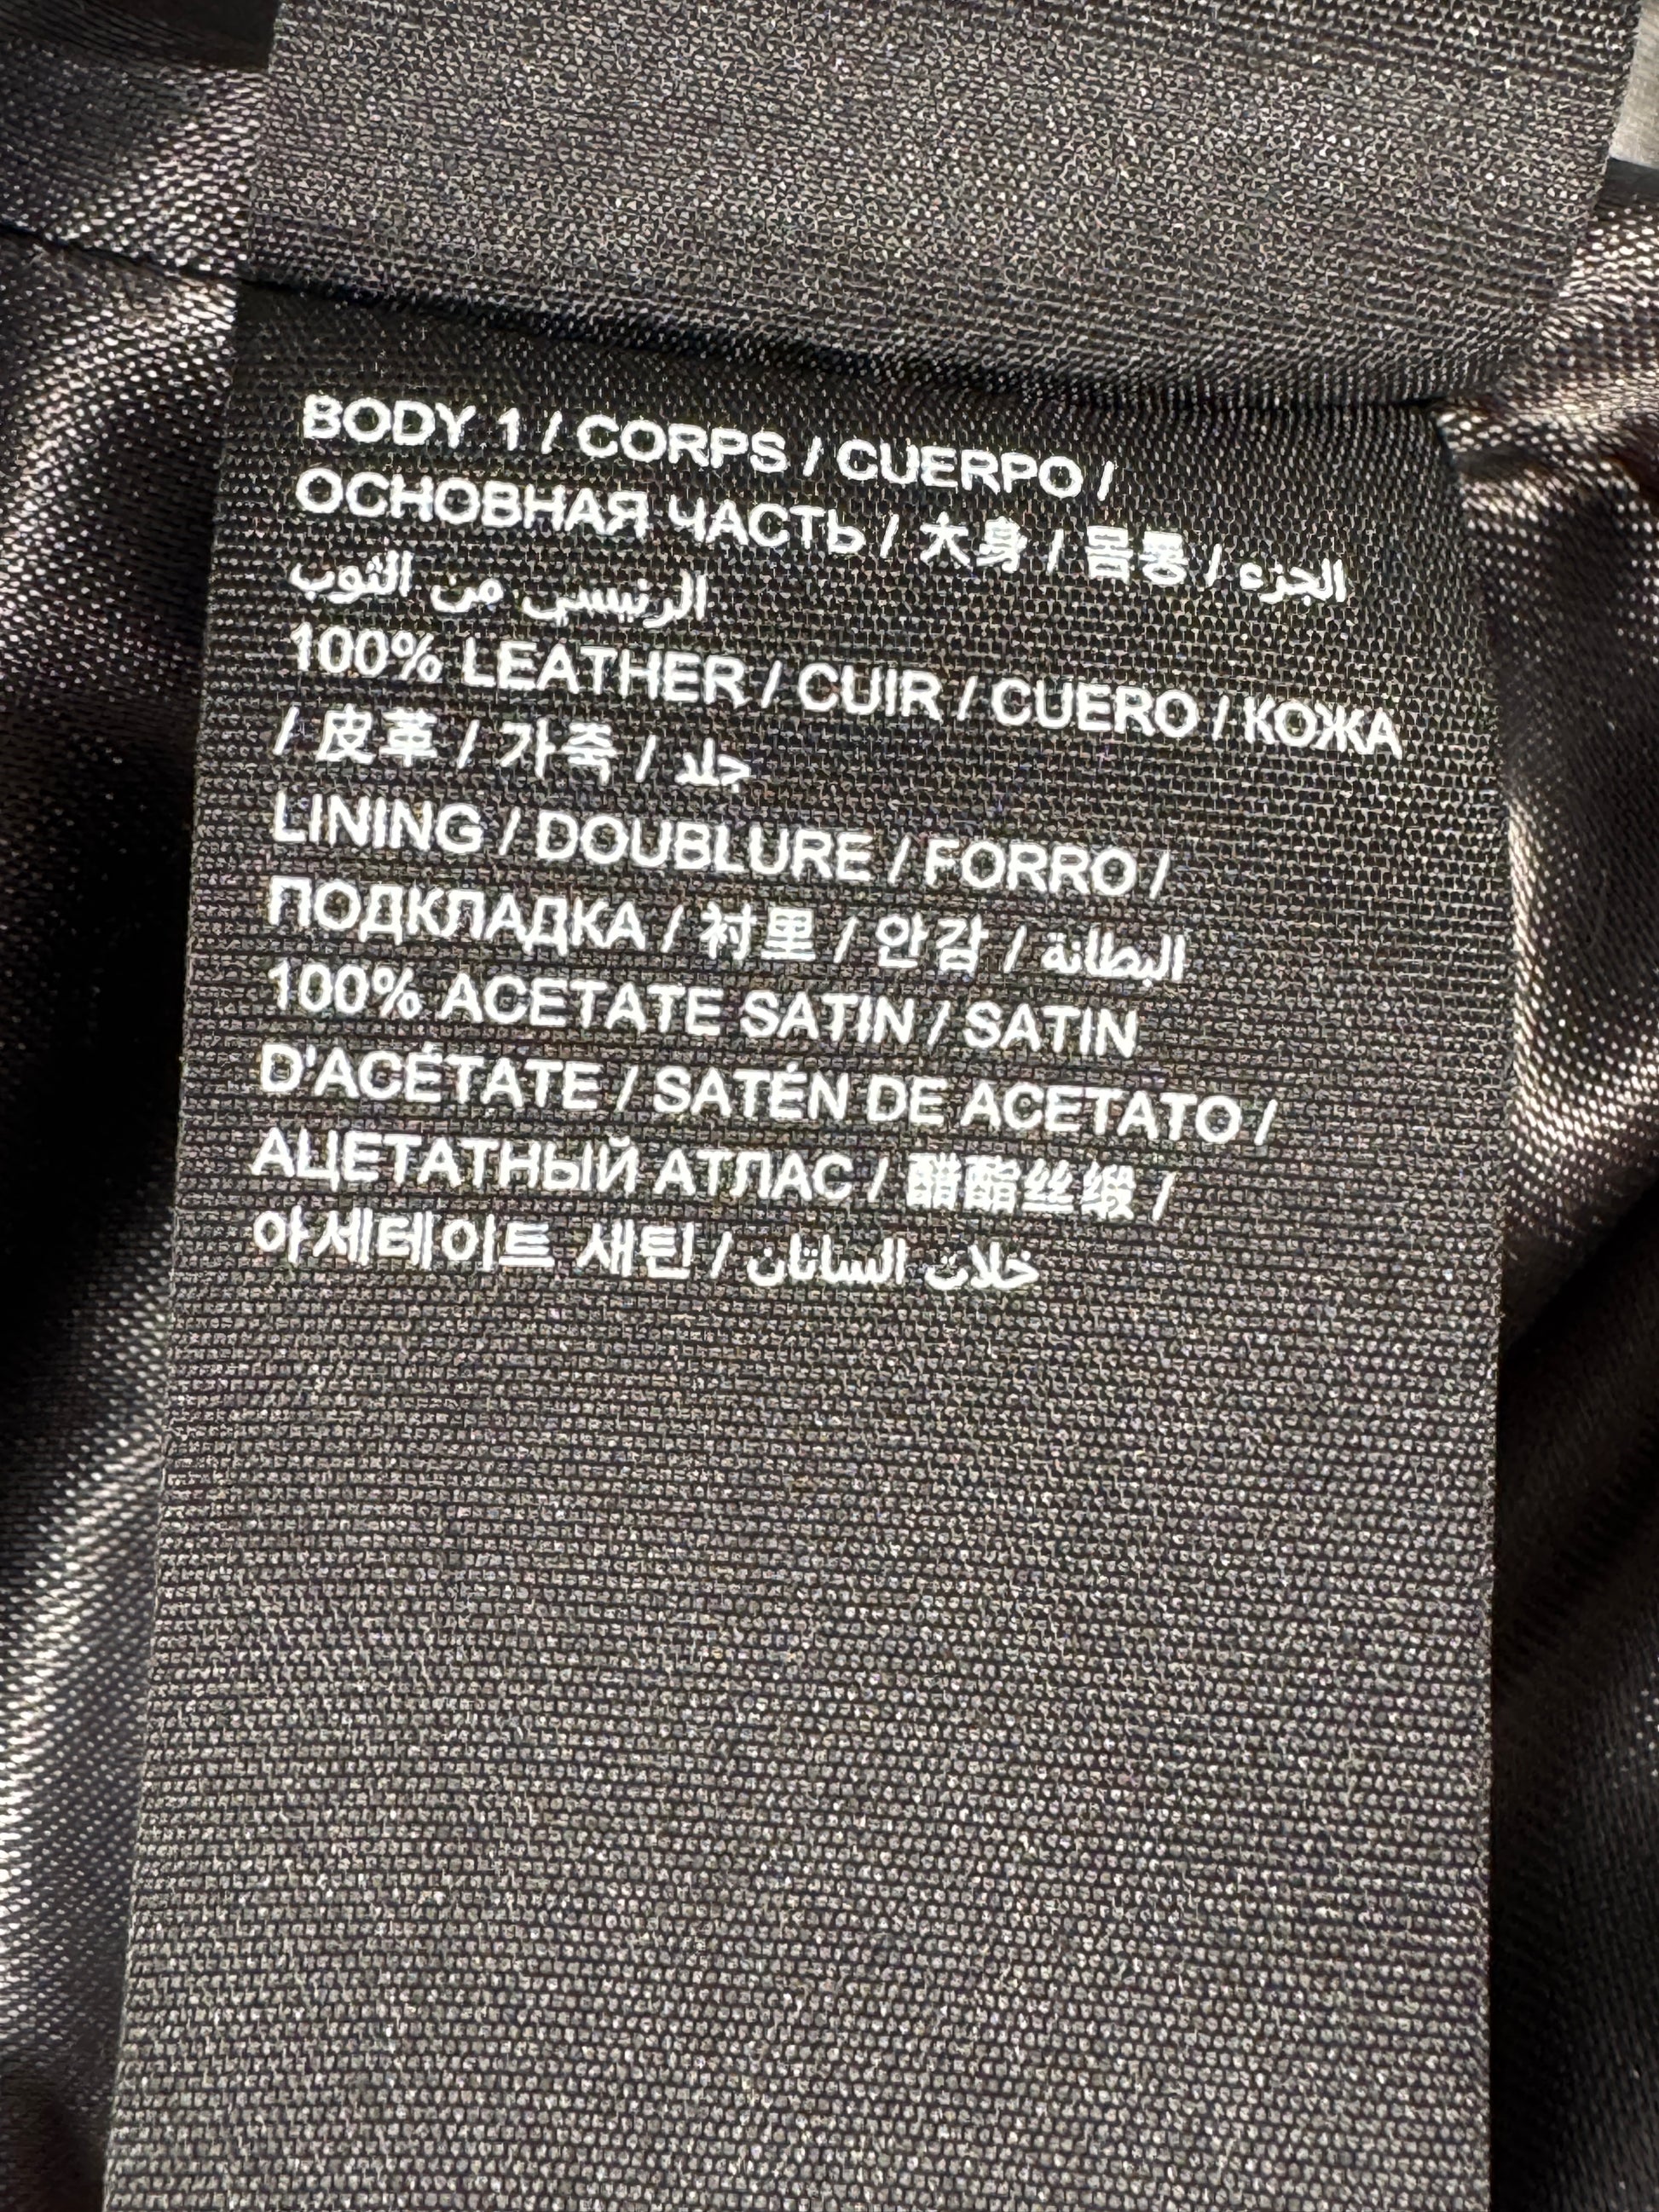 BODY 1 / CORPS / CUERPO /
ОСНОВНАЯ ЧАСТЬ / 大身 / 몸통 / الجزء
الرئيسي من الثوب
100% LEATHER / CUIR / CUERO / КОЖА
/ 皮革 / 가죽 / جلد
LINING / DOUBLURE / FORRO /
ПОДКЛАДКА / 衬里 / 안감 / البطانة
100% ACETATE SATIN / SATIN
D'ACÉTATE / SATÉN DE ACETATO /
АЦЕТАТНЫЙ АТЛАС / 醋酯丝缎 /
아세테이트 새틴 / خلات الساتان